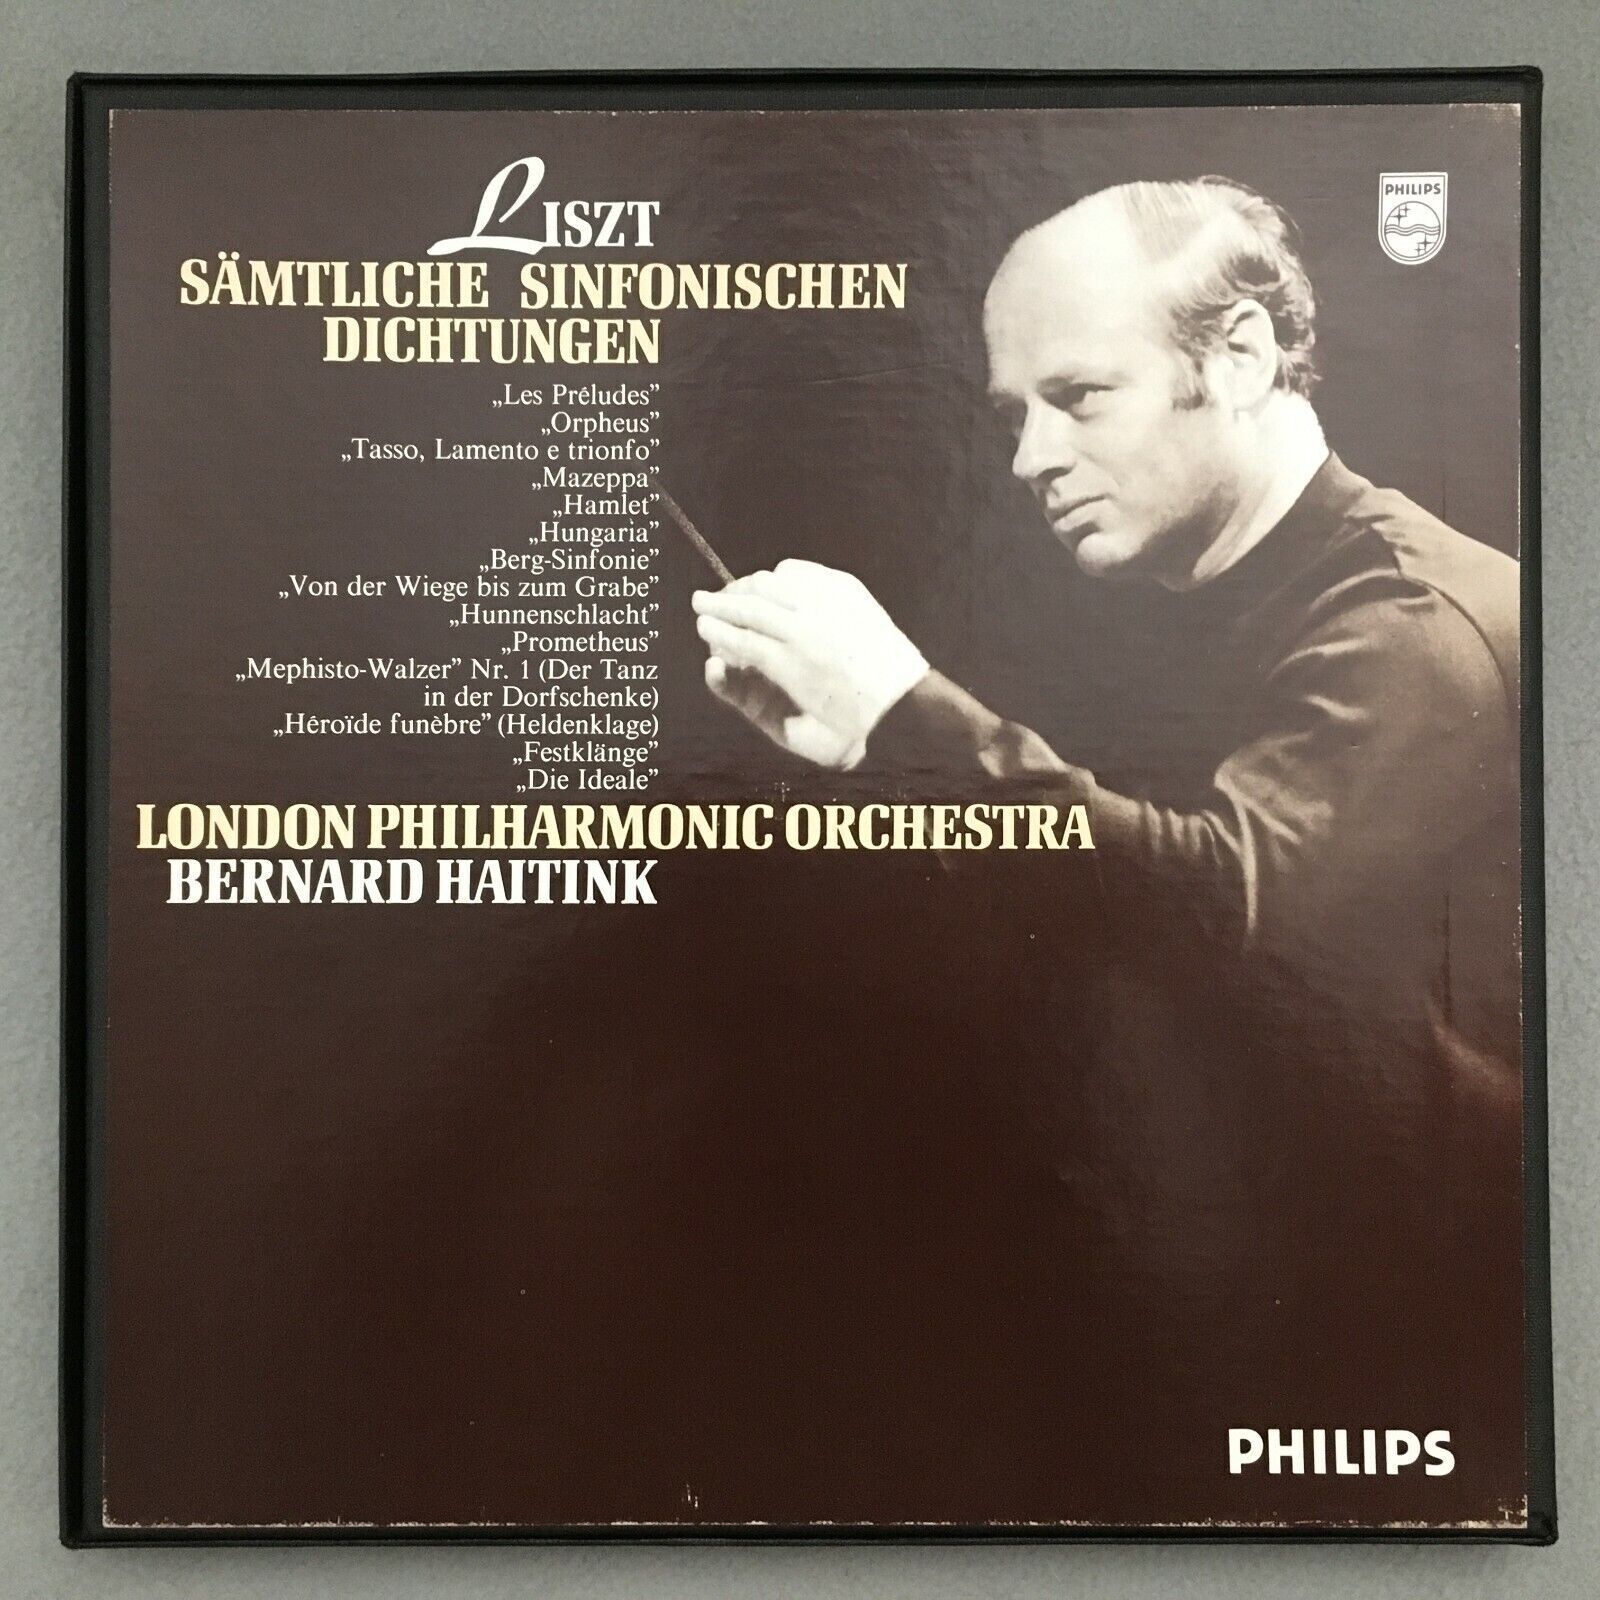 LISZT
PHILIPS
SÄMTLICHE SINFONISCHEN
DICHTUNGEN
„Les Préludes”
„Orpheus”
„Tasso, Lamento e trionfo”
„Mazeppa”
„Hamlet”
„Hungaria”
„Berg-Sinfonie”
„Von der Wiege bis zum Grabe”
„Hunnenschlacht”
„Prometheus”
„Mephisto-Walzer” Nr. 1 (Der Tanz
in der Dorfschenke)
„Héroïde funèbre” (Heldenklage)
„Festklänge”
„Die Ideale”
LONDON PHILHARMONIC ORCHESTRA
BERNARD HAITINK
PHILIPS